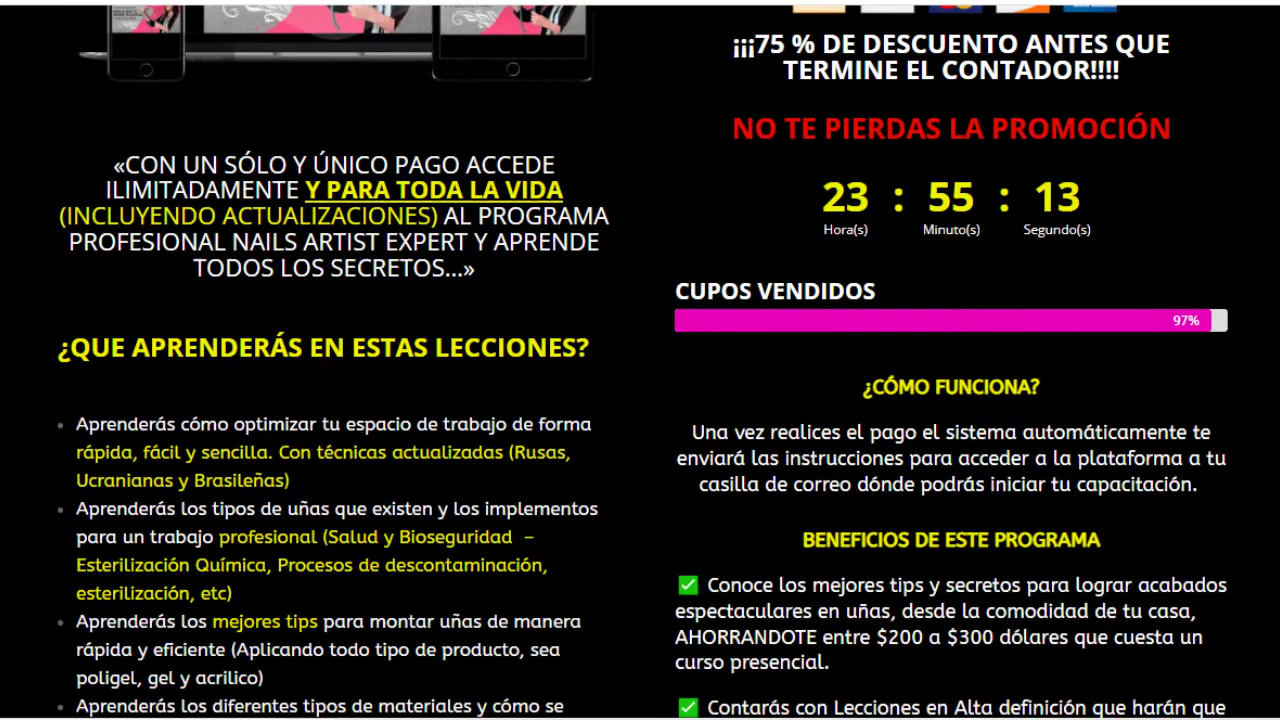 «CON UN SÓLO Y ÚNICO PAGO ACCEDE
ILIMITADAMENTE Y PARA TODA LA VIDA
(INCLUYENDO ACTUALIZACIONES) AL PROGRAMA
PROFESIONAL NAILS ARTIST EXPERT Y APRENDE
TODOS LOS SECRETOS...»
¿QUE APRENDERÁS EN ESTAS LECCIONES?
Aprenderás cómo optimizar tu espacio de trabajo de forma
rápida, fácil y sencilla. Con técnicas actualizadas (Rusas,
Ucranianas y Brasileñas)
Aprenderás los tipos de uñas que existen y los implementos
para un trabajo profesional (Salud y Bioseguridad –
Esterilización Química, Procesos de descontaminación,
esterilización, etc)
Aprenderás los mejores tips para montar uñas de manera
rápida y eficiente (Aplicando todo tipo de producto, sea
poligel, gel y acrilico)
Aprenderás los diferentes tipos de materiales y cómo se
¡¡¡75 % DE DESCUENTO ANTES QUE
TERMINE EL CONTADOR!!!!
NO TE PIERDAS LA PROMOCIÓN
23 : 55 : 13
Hora(s) Minuto(s) Segundo(s)
CUPOS VENDIDOS
97%
¿CÓMO FUNCIONA?
Una vez realices el pago el sistema automáticamente te
enviará las instrucciones para acceder a la plataforma a tu
casilla de correo dónde podrás iniciar tu capacitación.
BENEFICIOS DE ESTE PROGRAMA
✅ Conoce los mejores tips y secretos para lograr acabados
espectaculares en uñas, desde la comodidad de tu casa,
AHORRANDOTE entre $200 a $300 dólares que cuesta un
curso presencial.
✅ Contarás con Lecciones en Alta definición que harán que